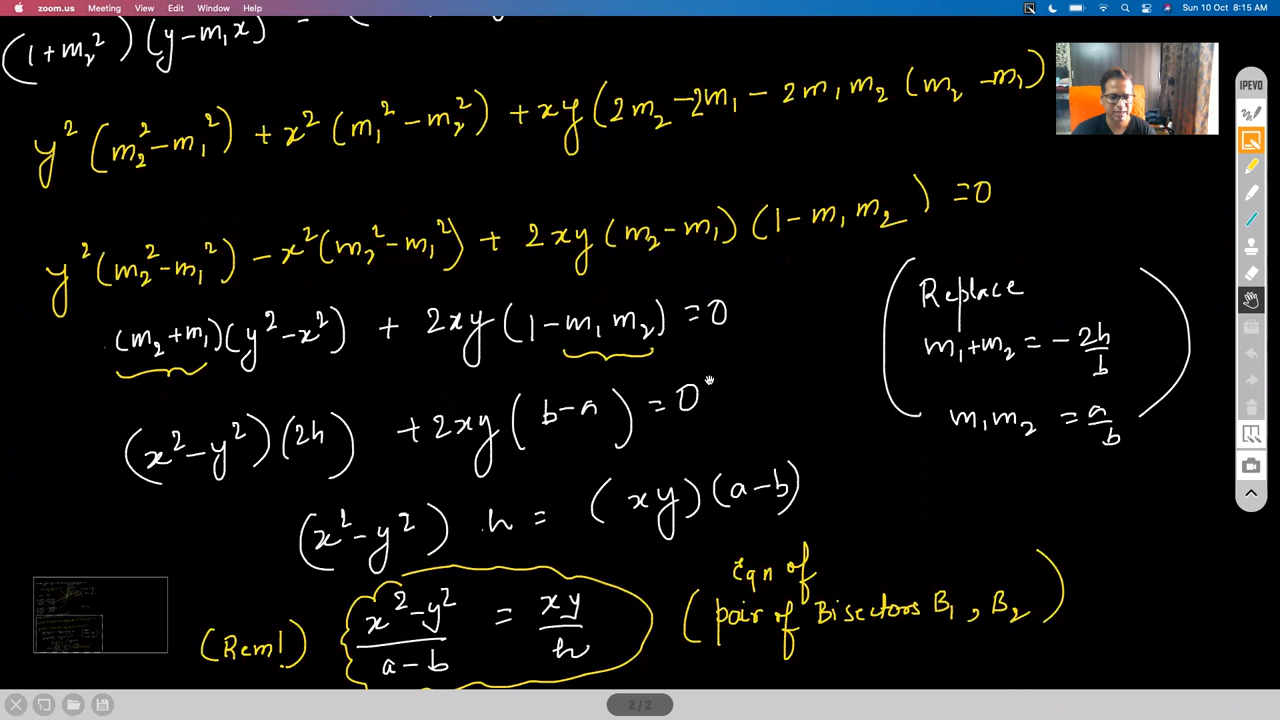 zoom.us Meeting View Edit Window Help Sun 10 Oct 8:15 AM
(1+m₂²)(y-m₁x) =
y²(m₂²-m₁²) + x²(m₁²-m₂²) + xy(2m₂-2m₁-2m₁m₂(m₂-m₁)
y²(m₂²-m₁²) - x²(m₂²-m₁²) + 2xy(m₂-m₁)(1-m₁m₂) = 0
(m₂+m₁)(y²-x²) + 2xy(1-m₁m₂) = 0
(x²-y²)(2h) + 2xy(b-a) = 0
Replace
m₁+m₂ = -2h/b
m₁m₂ = a/b
(x²-y²) .h = (xy)(a-b)
(Rem!) x²-y²/a-b = xy/h
Eqn of
(pair of Bisectors B₁, B₂)
IPEVO
2 / 2